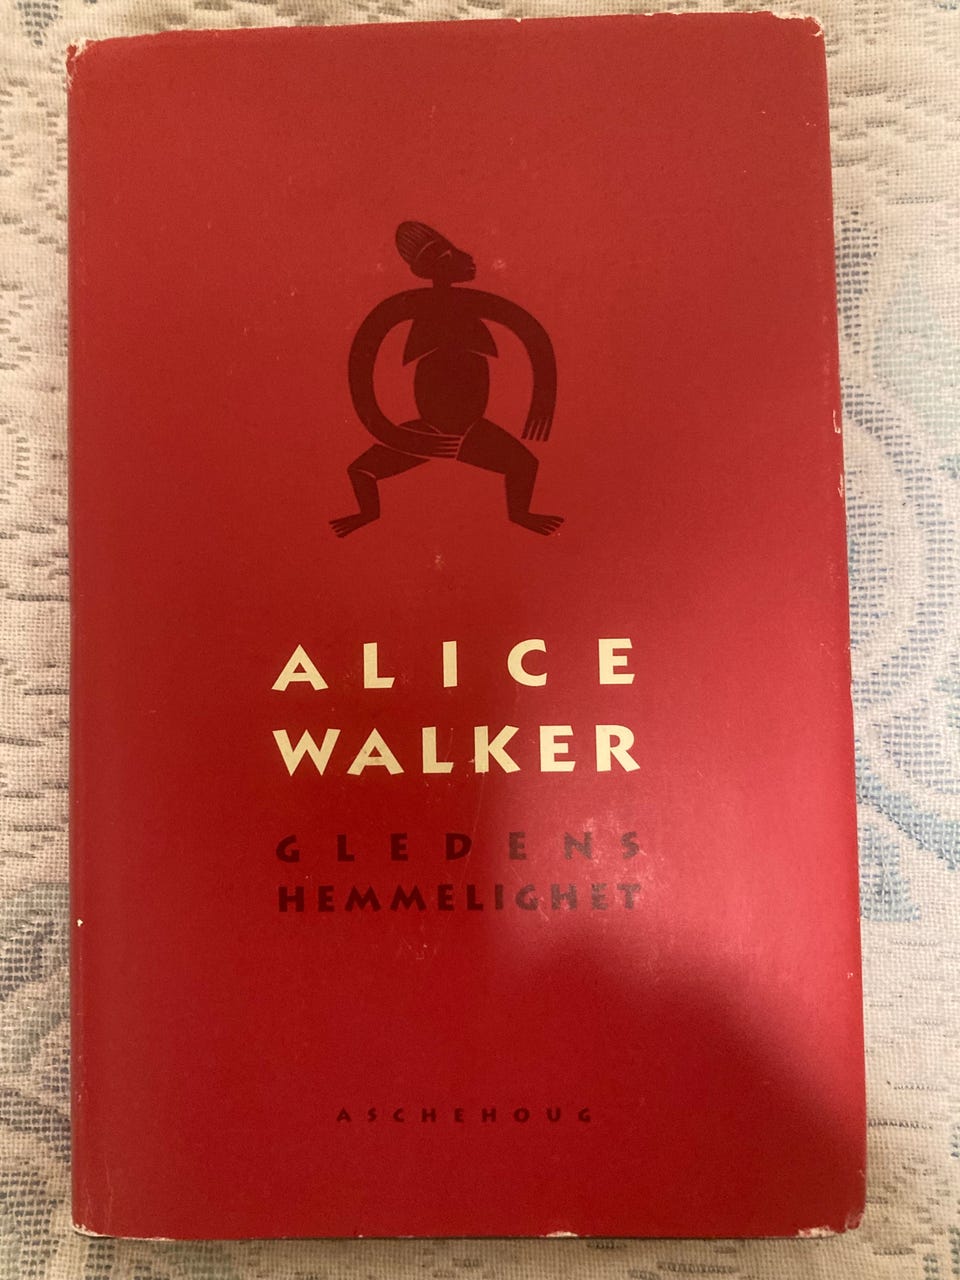 ALICE
WALKER
GLEDENS
HEMMELIGHET
ASCHEHOUG